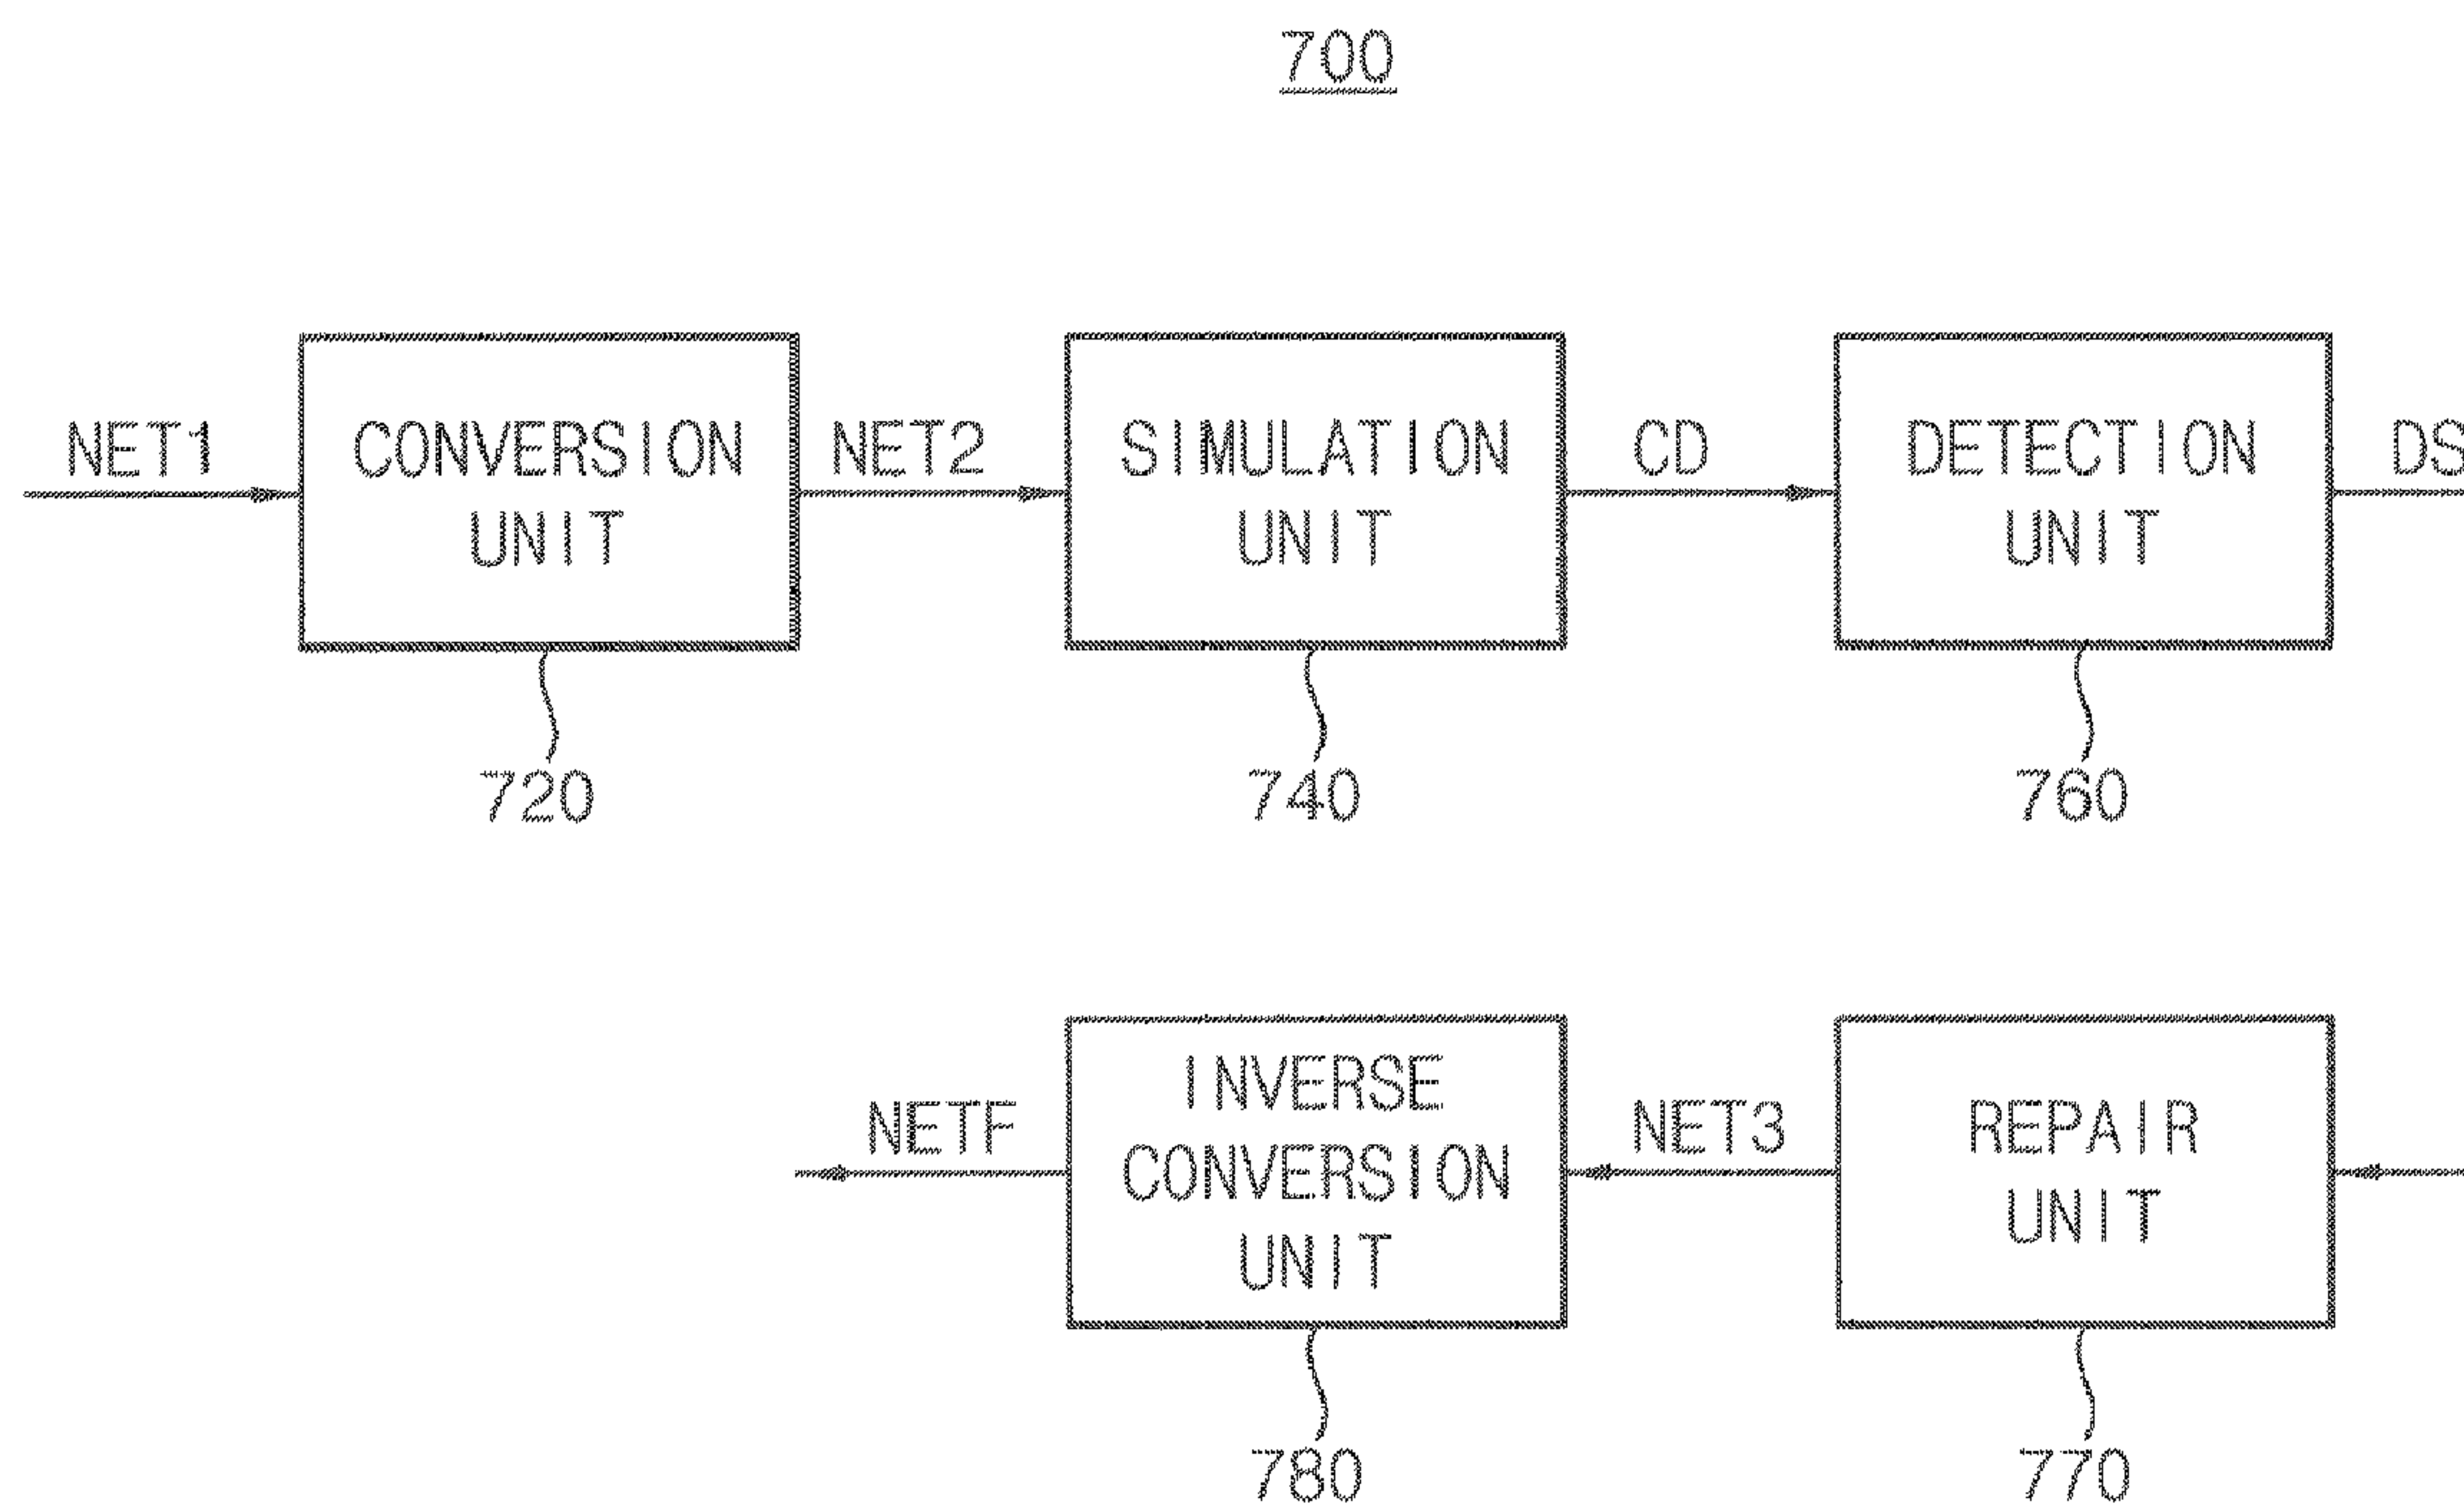 700
NET1
CONVERSION
UNIT
720
NET2
SIMULATION
UNIT
740
CD
DETECTION
UNIT
760
DS
NETF
INVERSE
CONVERSION
UNIT
780
NET3
REPAIR
UNIT
770